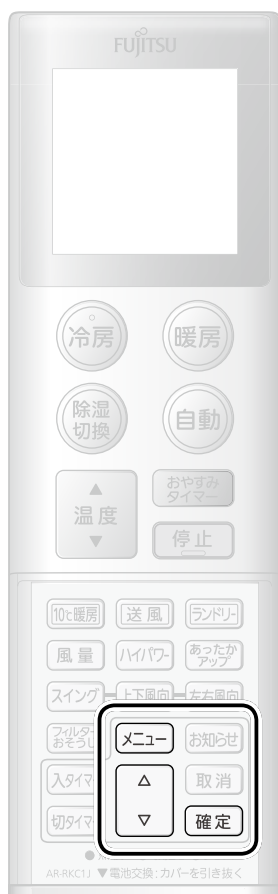 FUJITSU
冷房
暖房
除湿
切換
自動
▲
温度
▼
おやすみ
タイマー
停止
10℃暖房
送風
ランドリー
風量
ハイパワー
あったか
アップ
スイング
上下風向
左右風向
フィルター
おそうじ
メニュー
お知らせ
入タイマ
△
▽
取消
切タイマ
確定
AR-RKC1J ▼電池交換:カバーを引き抜く